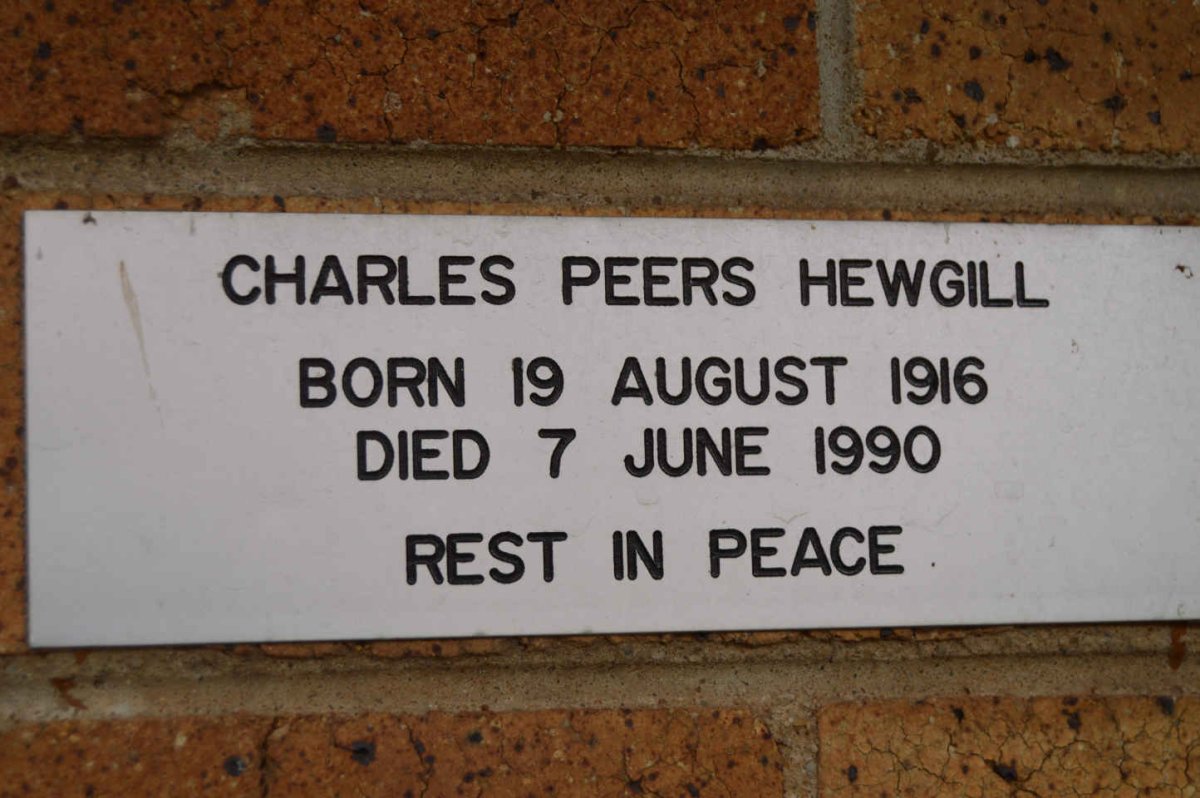 CHARLES PEERS HEWGILL
BORN 19 AUGUST 1916
DIED 7 JUNE 1990
REST IN PEACE